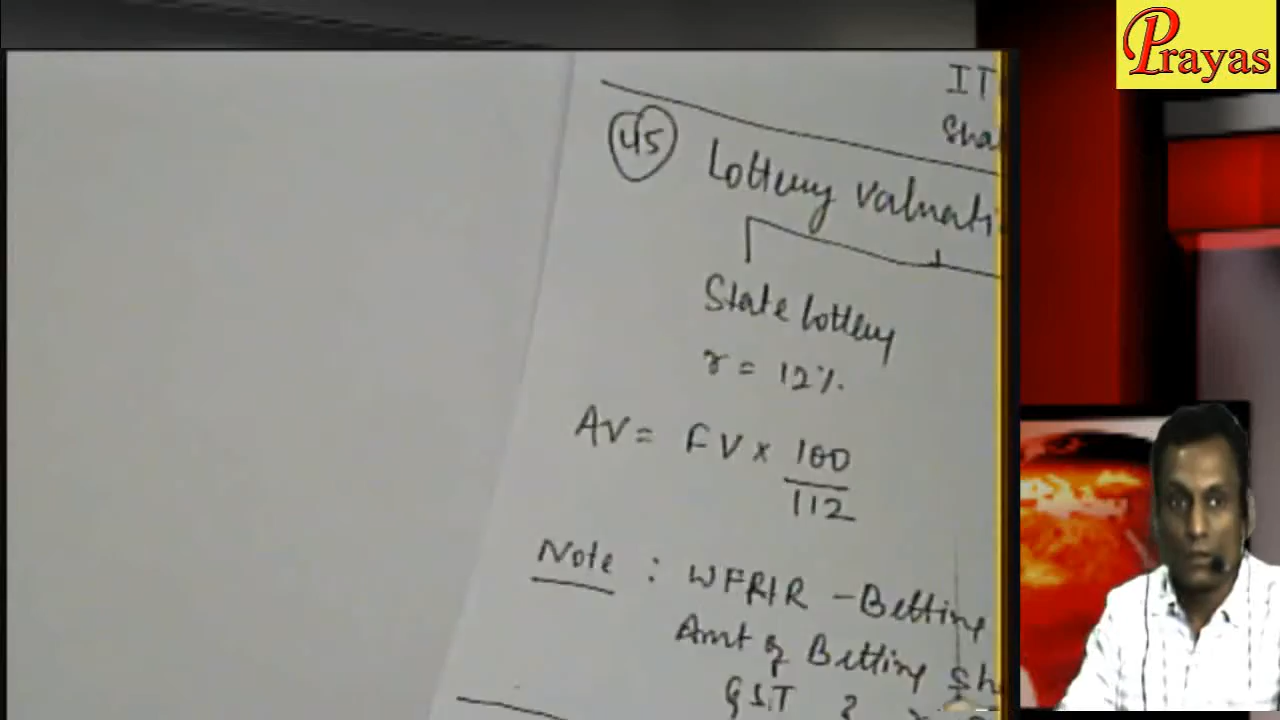 Prayas
IT
Sha
45 Lottery valuati
State lottery
r = 12%
AV = FV x 100
112
Note : WFRIR - Betting
Amt of Betting sh
GST